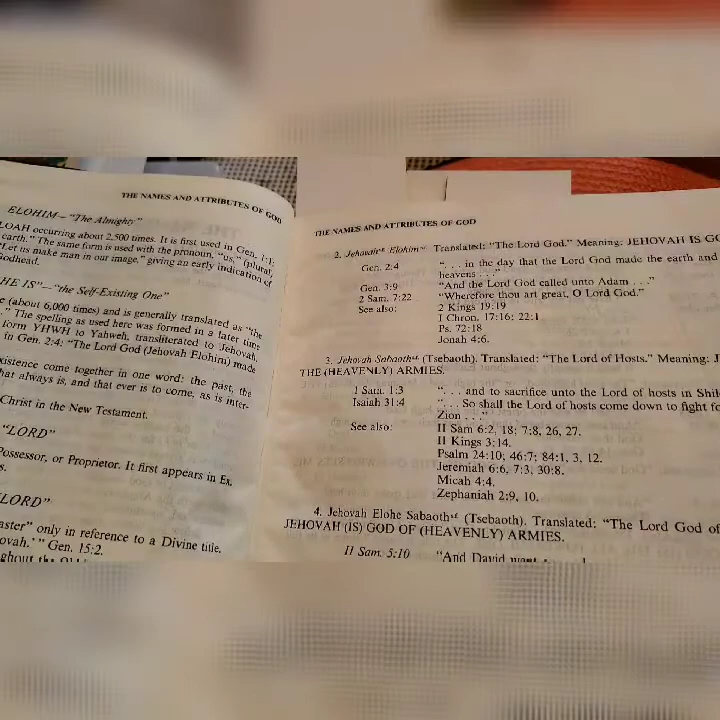 THE NAMES AND ATTRIBUTES OF GOD
ELOHIM—"The Almighty"
LOAH occurring about 2,500 times. It is first used in Gen. 1:1;
earth." The same form is used with the pronoun, "us," (plural)
"Let us make man in our image," giving an early indication of
Godhead.
HE IS"—"the Self-Existing One"
e (about 6,000 times) and is generally translated as "the
." The spelling as used here was formed in a later time
form YHWH to Yahweh, transliterated to Jehovah.
in Gen. 2:4: "The Lord God (Jehovah Elohim) made
xistence come together in one word: the past, the
hat always is, and that ever is to come, as is inter-
Christ in the New Testament.
"LORD"
Possessor, or Proprietor. It first appears in Ex.
s.
LORD"
aster" only in reference to a Divine title.
ovah.'" Gen. 15:2.
THE NAMES AND ATTRIBUTES OF GOD
2. Elohim Translated: "The Lord God." Meaning: JEHOVAH IS GO
Gen. 2:4 ". . . in the day that the Lord God made the earth and
heavens . . ."
Gen. 3:9 "And the Lord God called unto Adam . . ."
2 Sam. 7:22 "Wherefore thou art great, O Lord God."
See also: 2 Kings 19:19
I Chron. 17:16; 22:1
Ps. 72:18
Jonah 4:6.
3. Jehovah Sabaoth (Tsebaoth). Translated: "The Lord of Hosts." Meaning: J
THE (HEAVENLY) ARMIES.
1 Sam. 1:3 ". . . and to sacrifice unto the Lord of hosts in Shil
Isaiah 31:4 ". . . So shall the Lord of hosts come down to fight fo
Zion . . ."
See also: II Sam 6:2, 18; 7:8, 26, 27.
II Kings 3:14.
Psalm 24:10; 46:7; 84:1, 3, 12.
Jeremiah 6:6, 7:3, 30:8.
Micah 4:4.
Zephaniah 2:9, 10.
4. Jehovah Elohe Sabaoth (Tsebaoth). Translated: "The Lord God of
JEHOVAH (IS) GOD OF (HEAVENLY) ARMIES.
II Sam. 5:10 "And David went